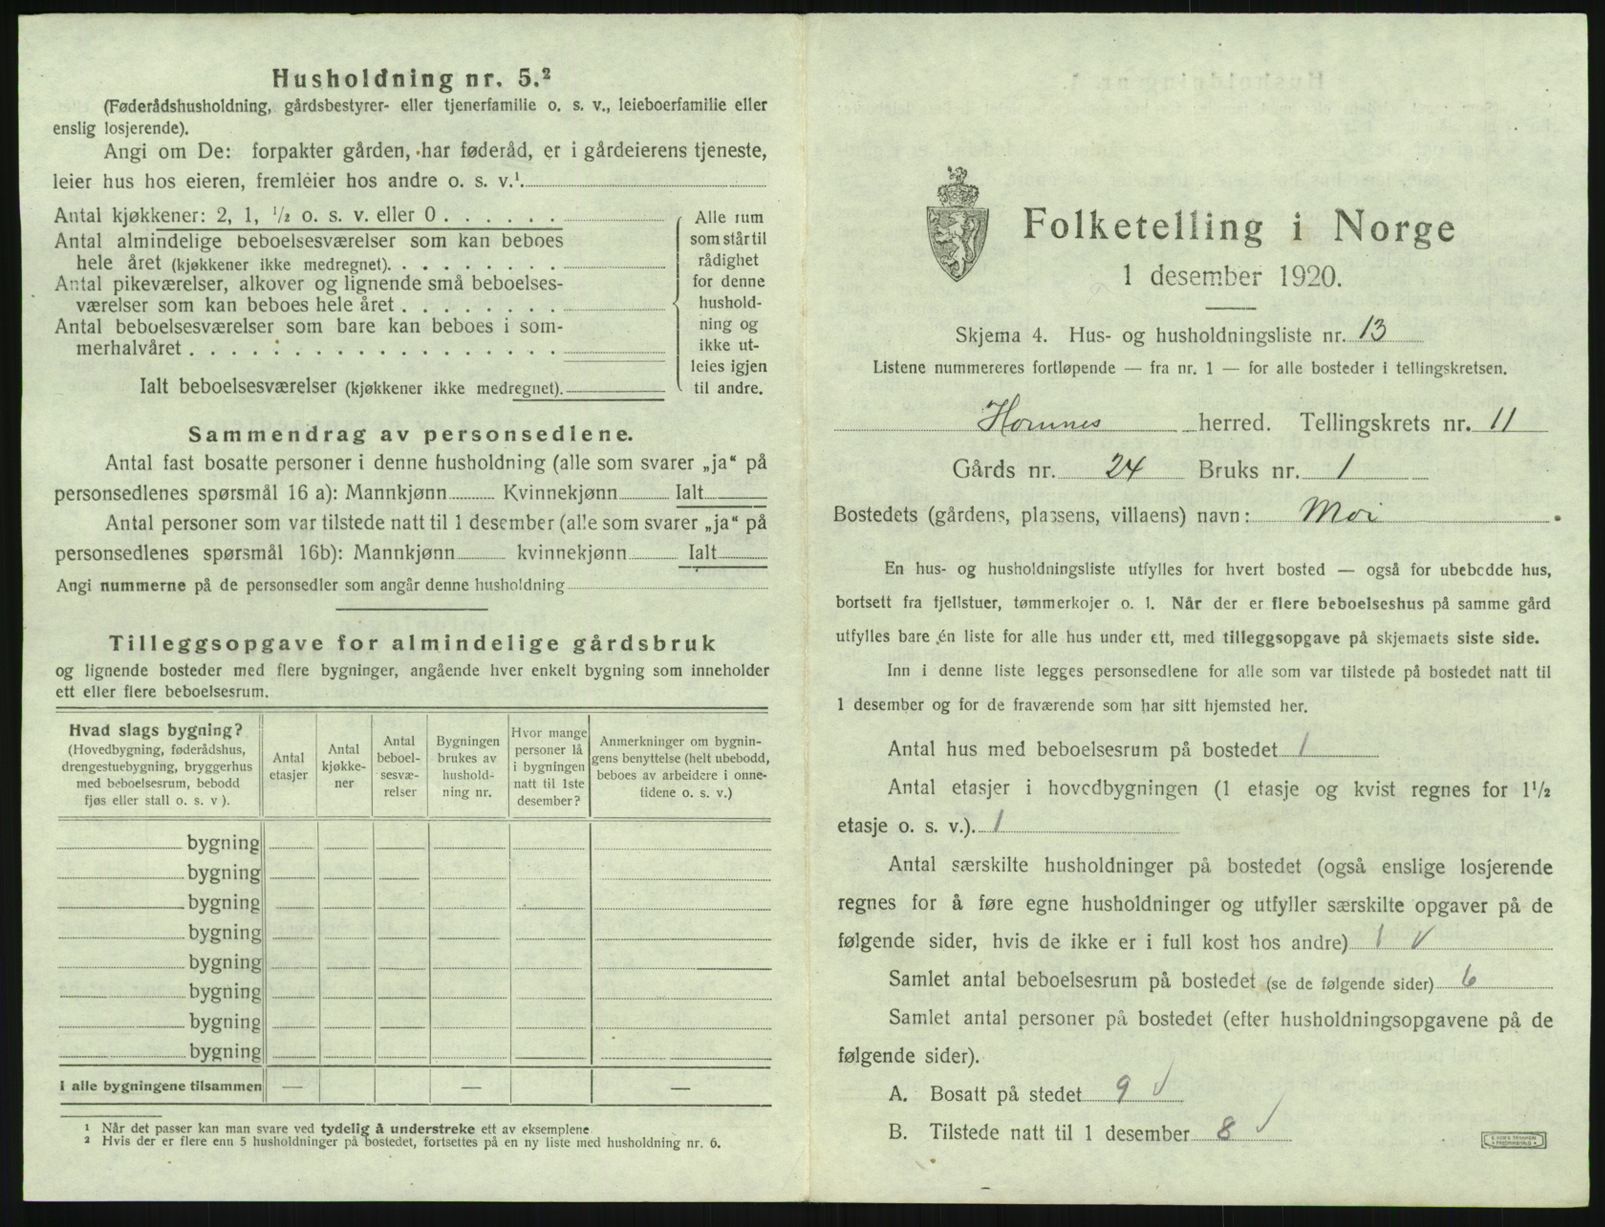 Husholdning nr. 5.²
(Føderådshusholdning, gårdsbestyrer- eller tjenerfamilie o. s. v., leieboerfamilie eller
enslig losjerende).
Angi om De: forpakter gården, har føderåd, er i gårdeierens tjeneste,
leier hus hos eieren, fremleier hos andre o. s. v.¹
Antal kjøkkener: 2, 1, ½ o. s. v. eller 0
Antal almindelige beboelsesværelser som kan beboes
hele året (kjøkkener ikke medregnet).
Antal pikeværelser, alkover og lignende små beboelses-
værelser som kan beboes hele året
Antal beboelsesværelser som bare kan beboes i som-
merhalvåret
Ialt beboelsesværelser (kjøkkener ikke medregnet).
Alle rum
som står til
rådighet
for denne
hushold-
ning og
ikke ut-
leies igjen
til andre.
Sammendrag av personsedlene.
Antal fast bosatte personer i denne husholdning (alle som svarer „ja“ på
personsedlenes spørsmål 16 a): Mannkjønn Kvinnekjønn Ialt
Antal personer som var tilstede natt til 1 desember (alle som svarer „ja“ på
personsedlenes spørsmål 16b): Mannkjønn kvinnekjønn Ialt
Angi nummerne på de personsedler som angår denne husholdning
Tilleggsopgave for almindelige gårdsbruk
og lignende bosteder med flere bygninger, angående hver enkelt bygning som inneholder
ett eller flere beboelsesrum.
Hvad slags bygning?
(Hovedbygning, føderådshus,
drengestuebygning, bryggerhus
med beboelsesrum, bebodd
fjøs eller stall o. s. v ).
Antal
etasjer
Antal
kjøkke-
ner
Antal
beboel-
sesvæ-
relser
Bygningen
brukes av
hushold-
ning nr.
Hvor mange
personer lå
i bygningen
natt til 1ste
desember?
Anmerkninger om bygnin-
gens benyttelse (helt ubebodd,
beboes av arbeidere i onne-
tidene o. s. v.)
bygning
bygning
bygning
bygning
bygning
bygning
bygning
bygning
I alle bygningene tilsammen — — —
¹ Når det passer kan man svare ved tydelig å understreke ett av eksemplene
² Hvis der er flere enn 5 husholdninger på bostedet, fortsettes på en ny liste med husholdning nr. 6.
Folketelling i Norge
1 desember 1920.
Skjema 4. Hus- og husholdningsliste nr. 13
Listene nummereres fortløpende — fra nr. 1 — for alle bosteder i tellingskretsen.
Hornnes herred. Tellingskrets nr. 11
Gårds nr. 24 Bruks nr. 1
Bostedets (gårdens, plassens, villaens) navn: Moi
En hus- og husholdningsliste utfylles for hvert bosted — også for ubebodde hus,
bortsett fra fjellstuer, tømmerkojer o. l. Når der er flere beboelseshus på samme gård
utfylles bare én liste for alle hus under ett, med tilleggsopgave på skjemaets siste side.
Inn i denne liste legges personsedlene for alle som var tilstede på bostedet natt til
1 desember og for de fraværende som har sitt hjemsted her.
Antal hus med beboelsesrum på bostedet 1
Antal etasjer i hovedbygningen (1 etasje og kvist regnes for 1½
etasje o. s. v.). 1
Antal særskilte husholdninger på bostedet (også enslige losjerende
regnes for å føre egne husholdninger og utfyller særskilte opgaver på de
følgende sider, hvis de ikke er i full kost hos andre) 1 √
Samlet antal beboelsesrum på bostedet (se de følgende sider) 6
Samlet antal personer på bostedet (efter husholdningsopgavene på de
følgende sider).
A. Bosatt på stedet 9 √
B. Tilstede natt til 1 desember 8 √